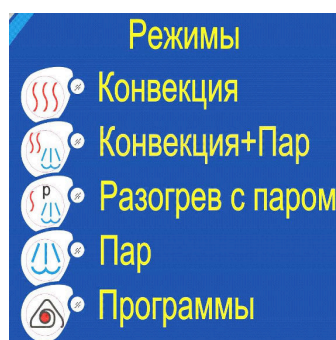 Режимы
Конвекция
Конвекция+Пар
P Разогрев с паром
Пар
Программы